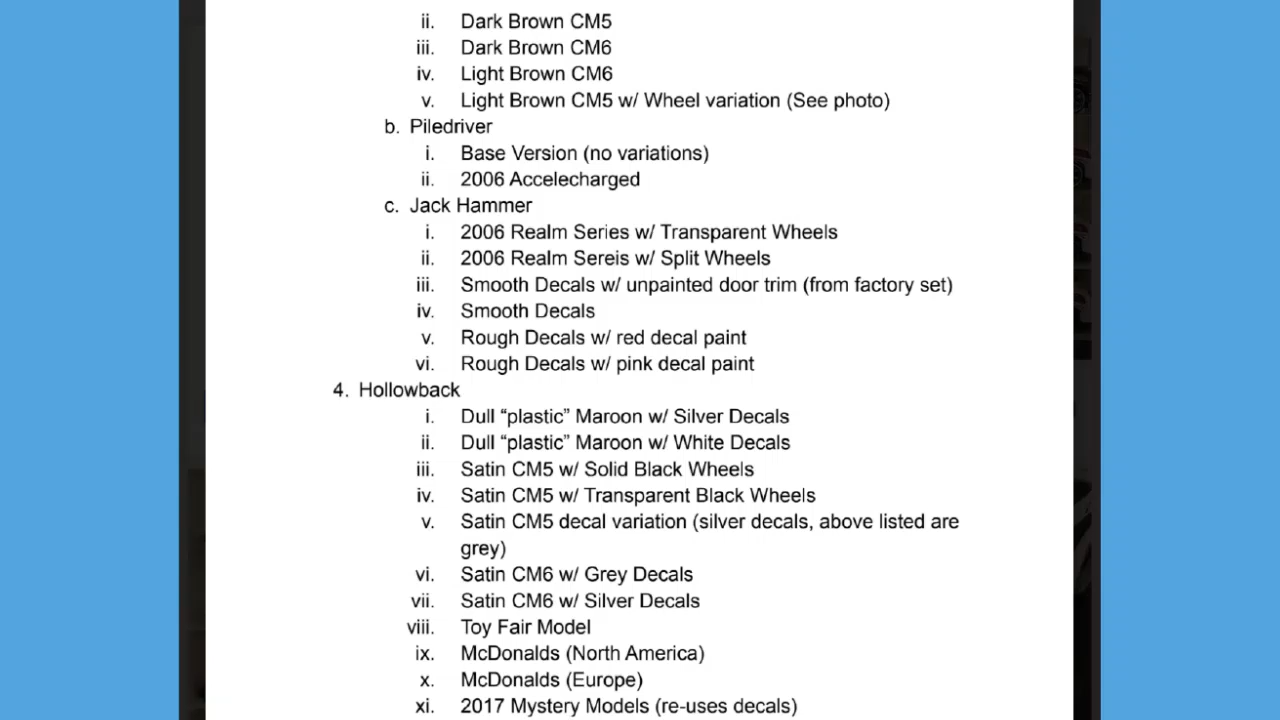 ii. Dark Brown CM5
iii. Dark Brown CM6
iv. Light Brown CM6
v. Light Brown CM5 w/ Wheel variation (See photo)
b. Piledriver
i. Base Version (no variations)
ii. 2006 Accelecharged
c. Jack Hammer
i. 2006 Realm Series w/ Transparent Wheels
ii. 2006 Realm Sereis w/ Split Wheels
iii. Smooth Decals w/ unpainted door trim (from factory set)
iv. Smooth Decals
v. Rough Decals w/ red decal paint
vi. Rough Decals w/ pink decal paint
4. Hollowback
i. Dull “plastic” Maroon w/ Silver Decals
ii. Dull “plastic” Maroon w/ White Decals
iii. Satin CM5 w/ Solid Black Wheels
iv. Satin CM5 w/ Transparent Black Wheels
v. Satin CM5 decal variation (silver decals, above listed are
grey)
vi. Satin CM6 w/ Grey Decals
vii. Satin CM6 w/ Silver Decals
viii. Toy Fair Model
ix. McDonalds (North America)
x. McDonalds (Europe)
xi. 2017 Mystery Models (re-uses decals)